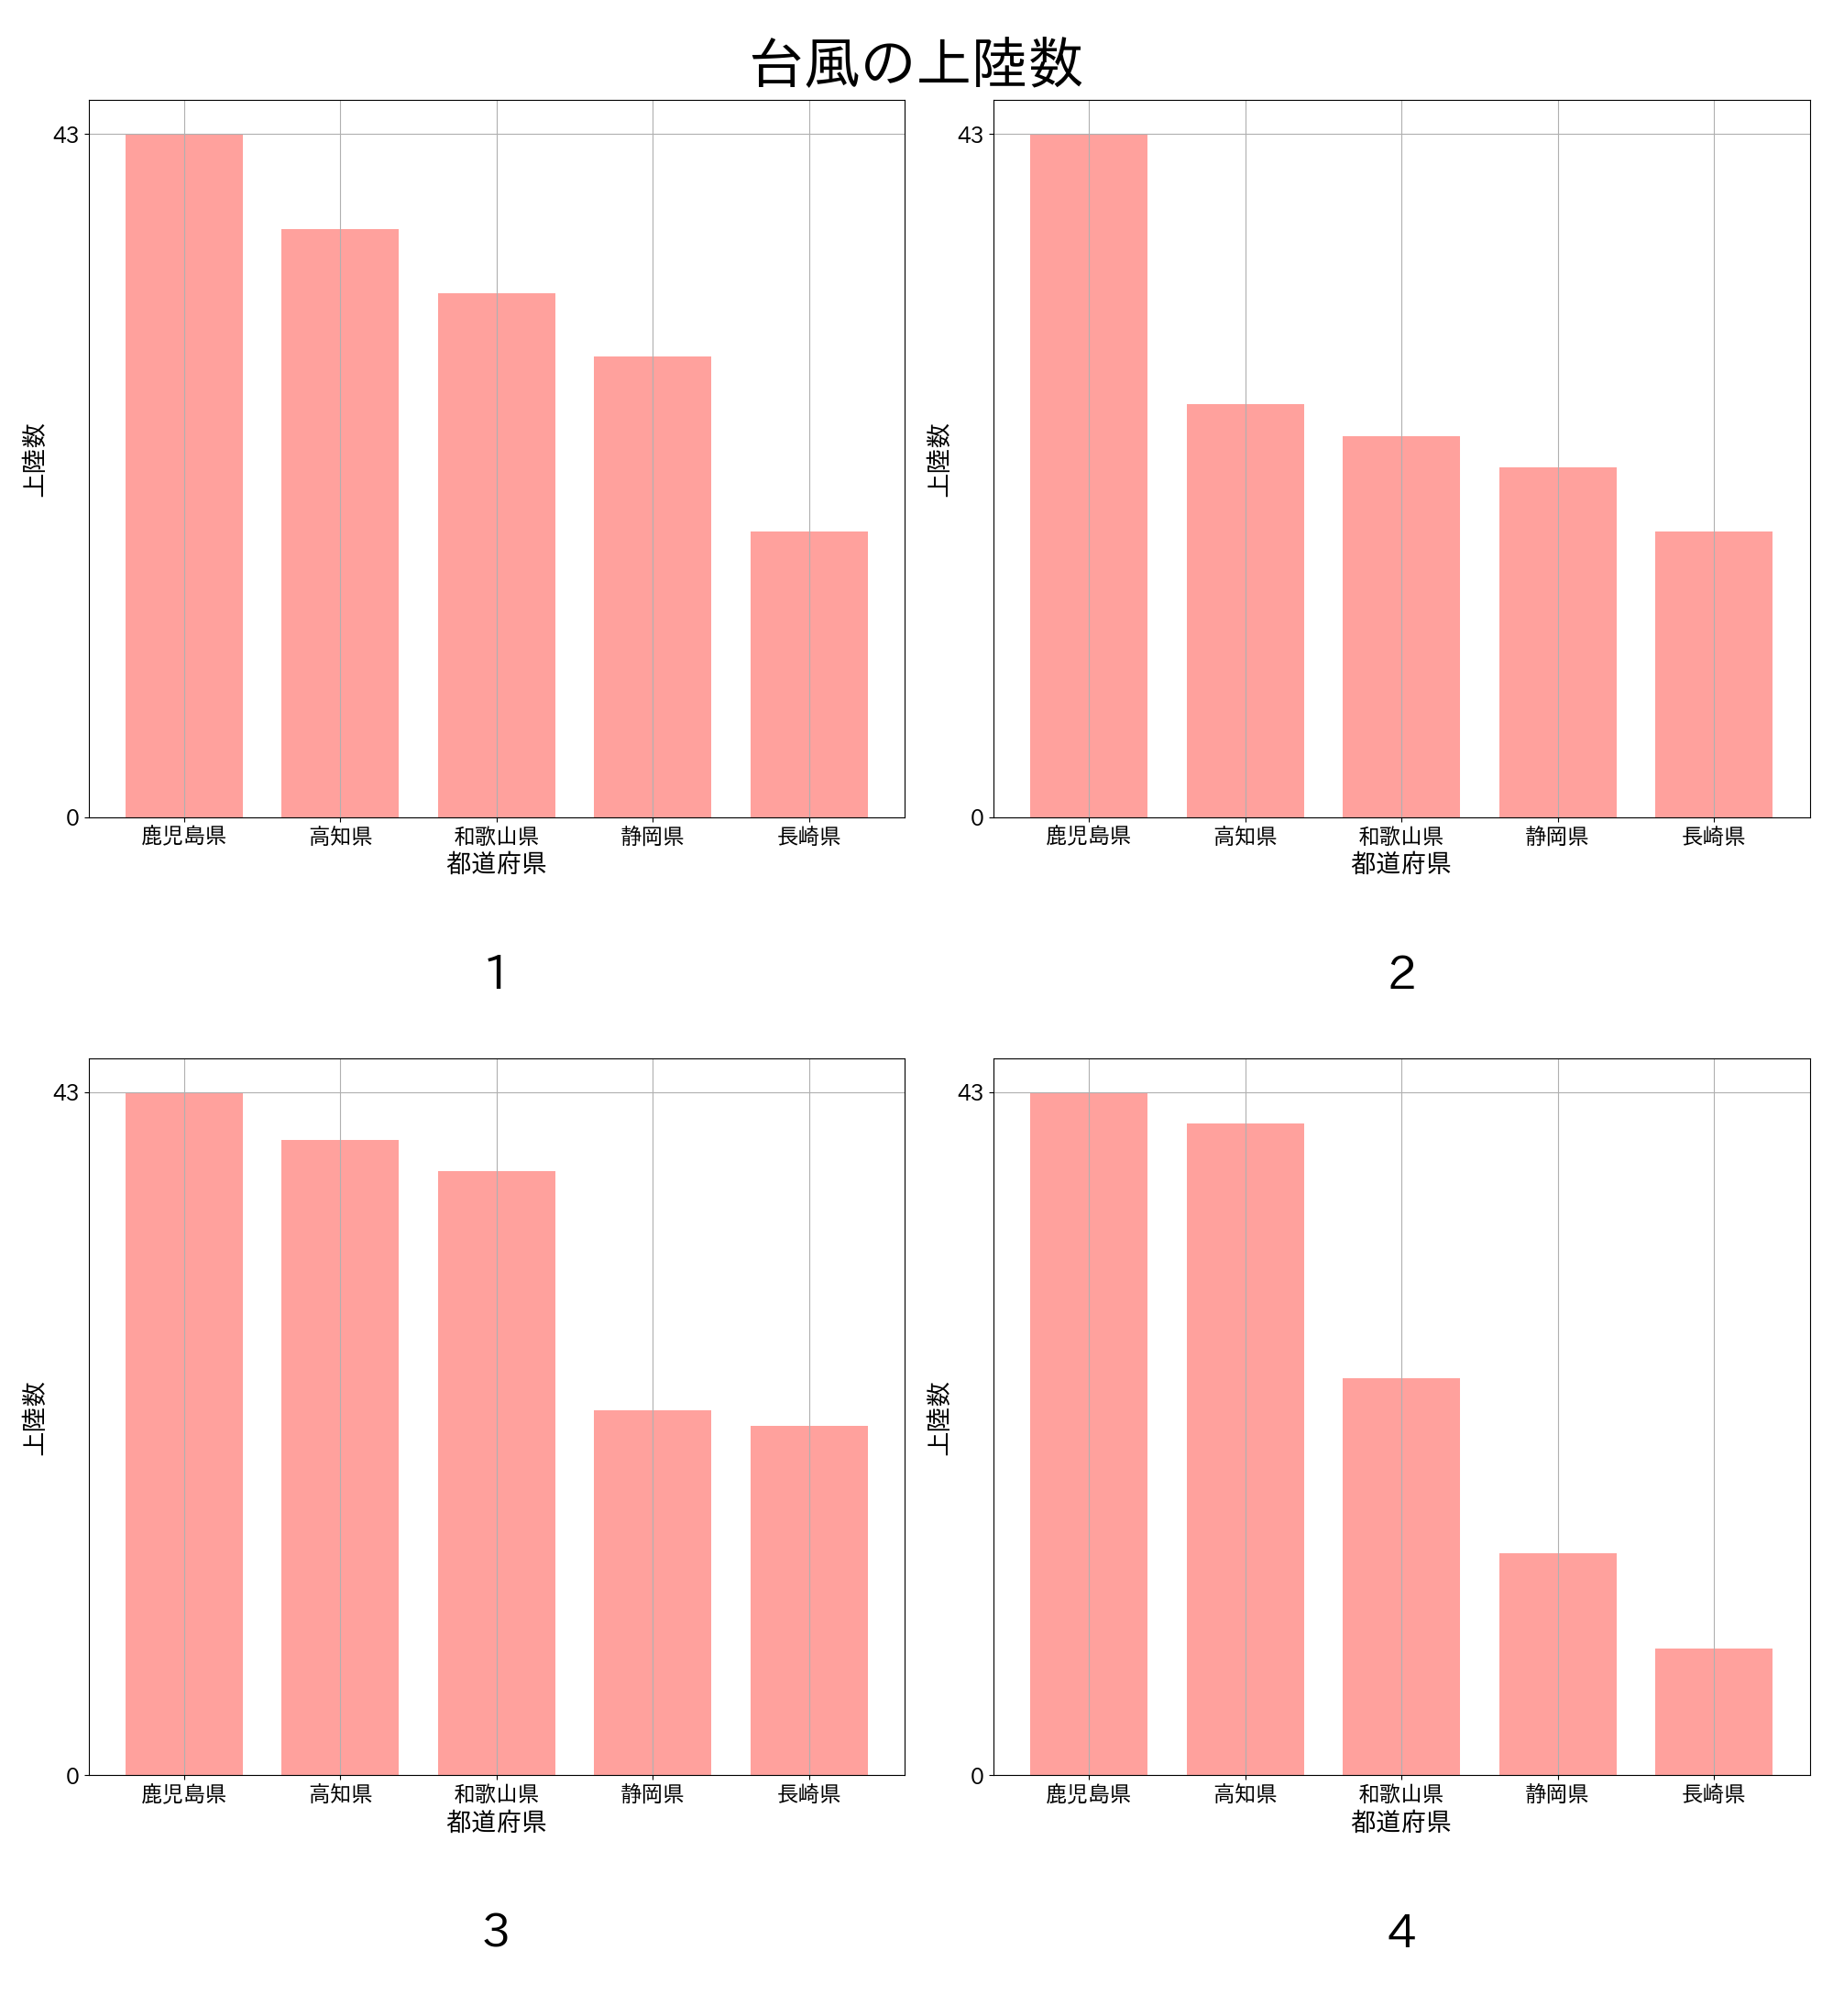 台風の上陸数
43
0
上陸数
鹿児島県 高知県 和歌山県 静岡県 長崎県
都道府県
1
43
0
上陸数
鹿児島県 高知県 和歌山県 静岡県 長崎県
都道府県
2
43
0
上陸数
鹿児島県 高知県 和歌山県 静岡県 長崎県
都道府県
3
43
0
上陸数
鹿児島県 高知県 和歌山県 静岡県 長崎県
都道府県
4